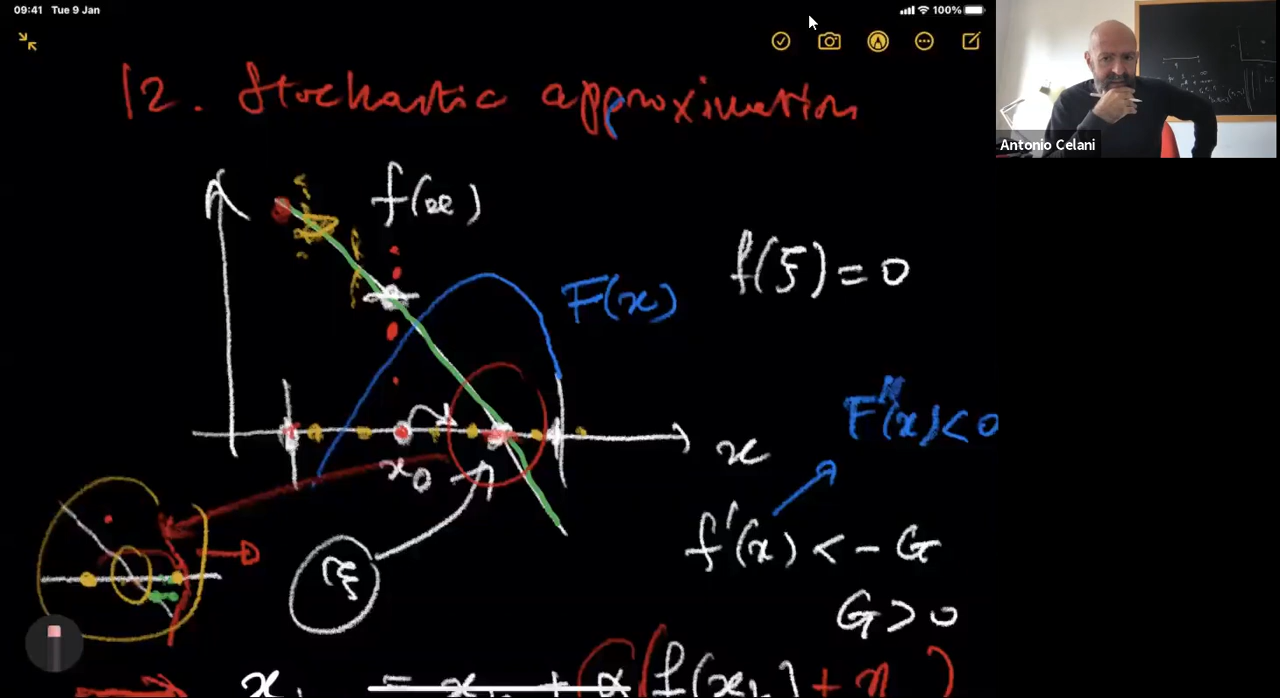 09:41 Tue 9 Jan
100%
Antonio Celani
12. Stochastic approximation
f(x)
f(ξ) = 0
F(x)
F''(x) < 0
x
x₀
f'(x) < - G
ξ
G > 0